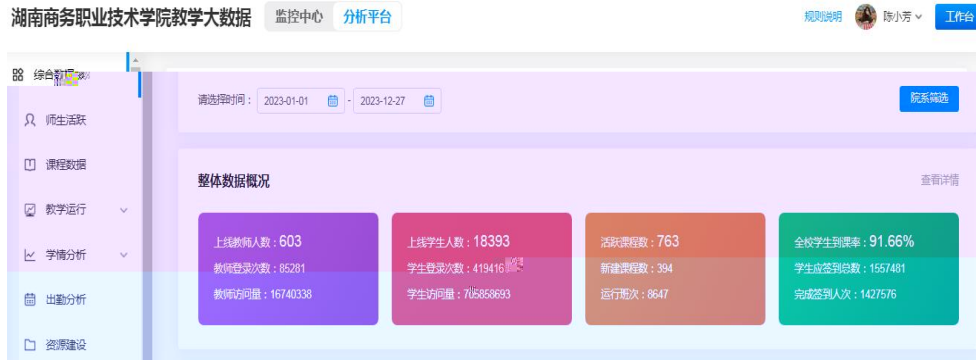 湖南商务职业技术学院教学大数据 监控中心 分析平台 规则说明 陈小芳 工作台
综合数据
请选择时间： 2023-01-01 - 2023-12-27 院系筛选
师生活跃
课程数据
整体数据概况 查看详情
教学运行
上线教师人数：603 上线学生人数：18393 活跃课程数：763 全校学生到课率：91.66%
学情分析
教师登录次数：85281 学生登录次数：419416 新建课程数：394 学生应签到总数：1557481
教师访问量：16740338 学生访问量：705858693 运行班次：8647 完成签到人次：1427576
出勤分析
资源建设